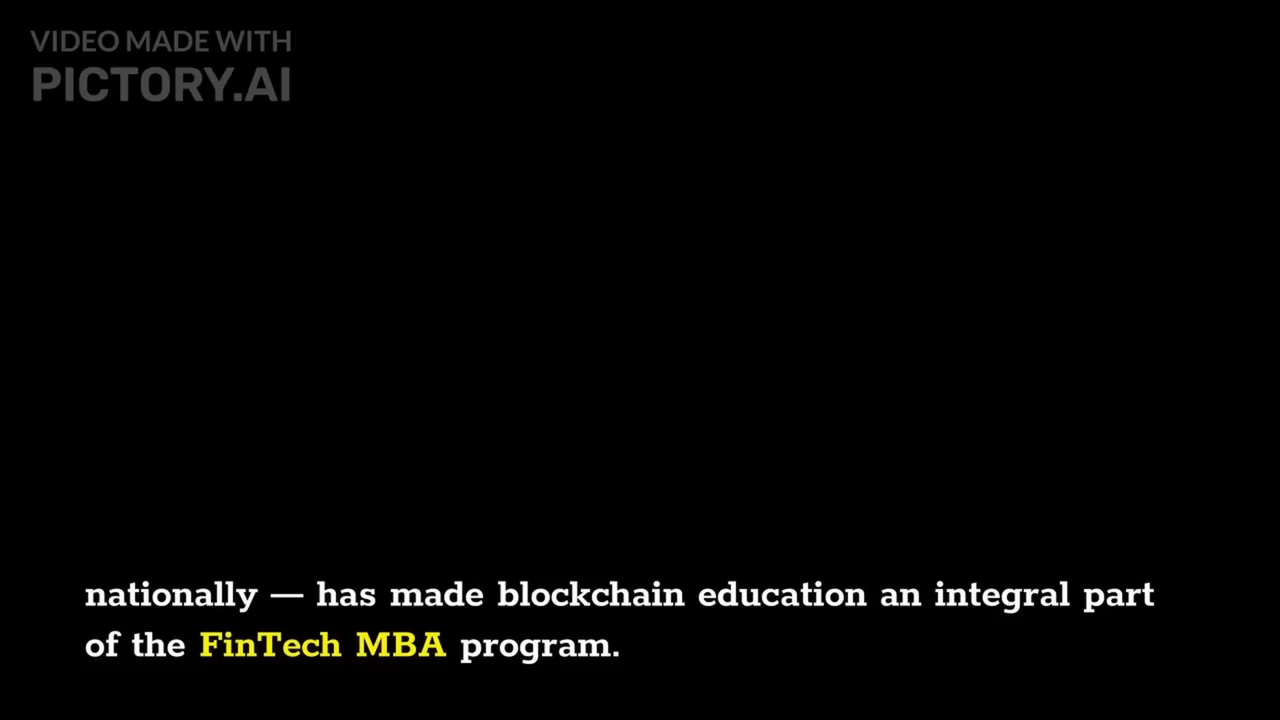 VIDEO MADE WITH
PICTORY.AI
nationally — has made blockchain education an integral part
of the FinTech MBA program.